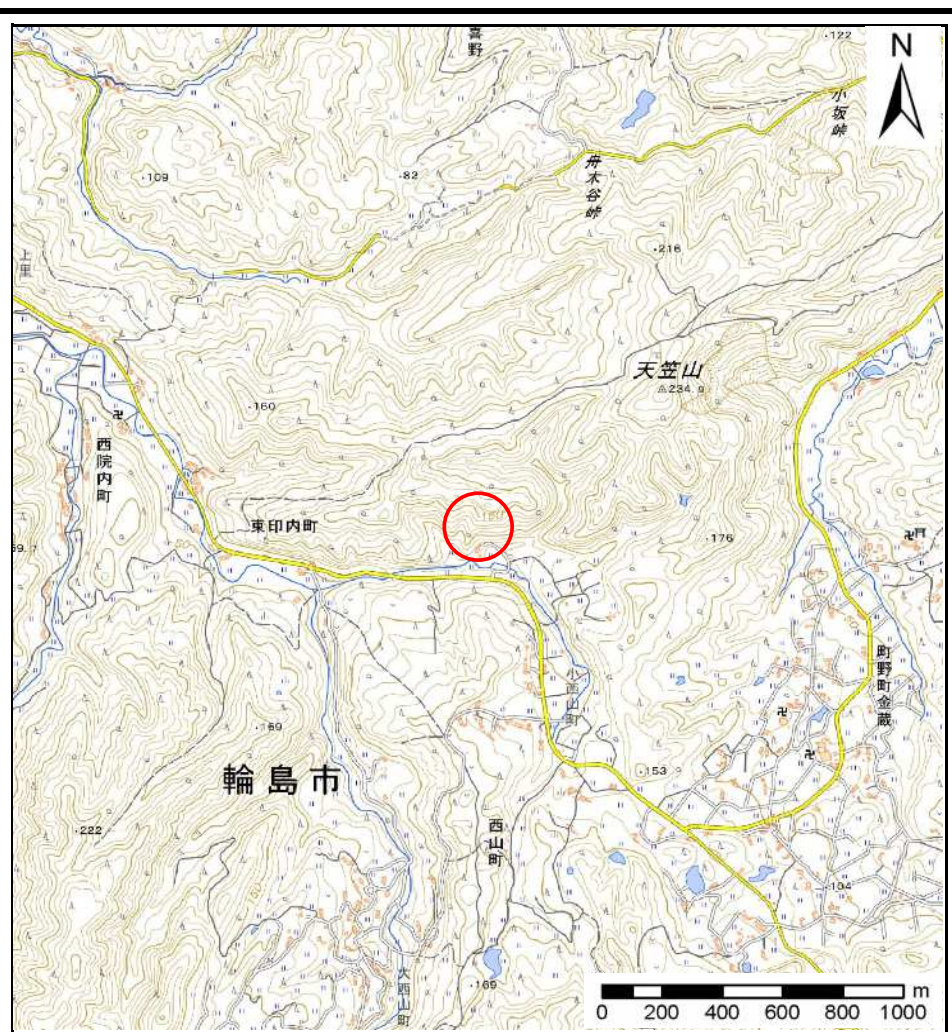 喜野
・122
N
小坂峠
舟木谷峠
・109
・82
・216
上里
天笠山
234.9
・160
西院内町
東印内町
・176
町野町金蔵
小西山町
・169
・153
輪島市
西山町
・222
・104
・169
大西山町
m
0 200 400 600 800 1000